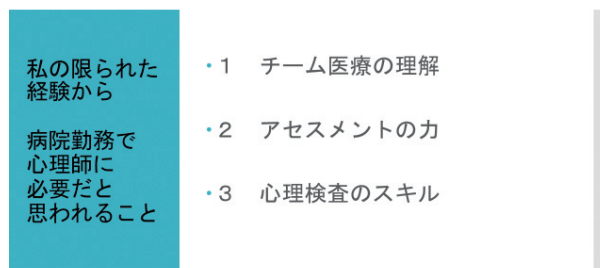 私の限られた
経験から
病院勤務で
心理師に
必要だと
思われること
・1　チーム医療の理解
・2　アセスメントの力
・3　心理検査のスキル